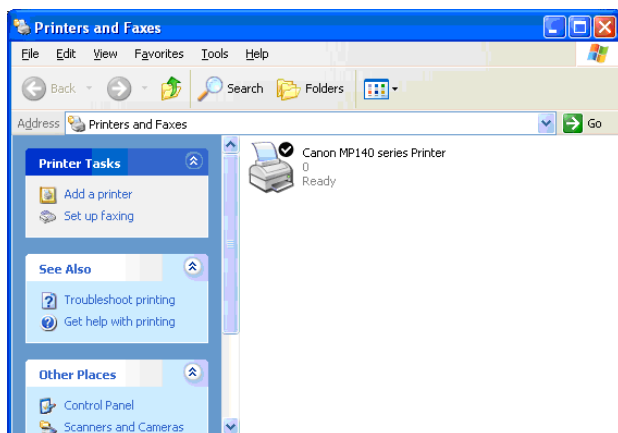 Printers and Faxes
File Edit View Favorites Tools Help
Back Search Folders
Address Printers and Faxes Go
Printer Tasks
Add a printer
Set up faxing
See Also
Troubleshoot printing
Get help with printing
Other Places
Control Panel
Scanners and Cameras
Canon MP140 series Printer
0
Ready